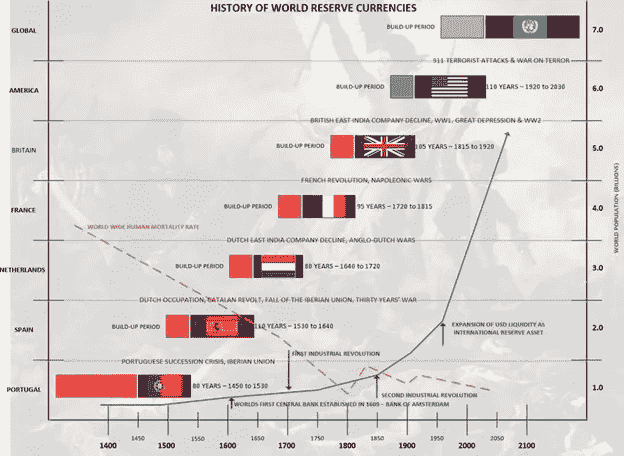 HISTORY OF WORLD RESERVE CURRENCIES
GLOBAL
BUILD-UP PERIOD
7.0
911 TERRORIST ATTACKS & WAR ON TERROR
AMERICA
BUILD-UP PERIOD
110 YEARS – 1920 to 2030
6.0
BRITISH EAST INDIA COMPANY DECLINE, WW1, GREAT DEPRESSION & WW2
BRITAIN
BUILD-UP PERIOD
105 YEARS – 1815 to 1920
5.0
FRENCH REVOLUTION, NAPOLEONIC WARS
FRANCE
BUILD-UP PERIOD
95 YEARS – 1720 to 1815
4.0
WORLD WIDE HUMAN MORTALITY RATE
DUTCH EAST INDIA COMPANY DECLINE, ANGLO-DUTCH WARS
NETHERLANDS
BUILD-UP PERIOD
80 YEARS – 1640 to 1720
3.0
DUTCH OCCUPATION, CATALAN REVOLT, FALL OF THE IBERIAN UNION, THIRTY YEARS' WAR
SPAIN
BUILD-UP PERIOD
110 YEARS – 1530 to 1640
2.0
EXPANSION OF USD LIQUIDITY AS
INTERNATIONAL RESERVE ASSET
PORTUGUESE SUCCESSION CRISIS, IBERIAN UNION
FIRST INDUSTRIAL REVOLUTION
PORTUGAL
80 YEARS – 1450 to 1530
1.0
SECOND INDUSTRIAL REVOLUTION
WORLDS FIRST CENTRAL BANK ESTABLISHED IN 1609 – BANK OF AMSTERDAM
WORLD POPULATION (BILLIONS)
1400 1450 1500 1550 1600 1650 1700 1750 1800 1850 1900 1950 2000 2050 2100